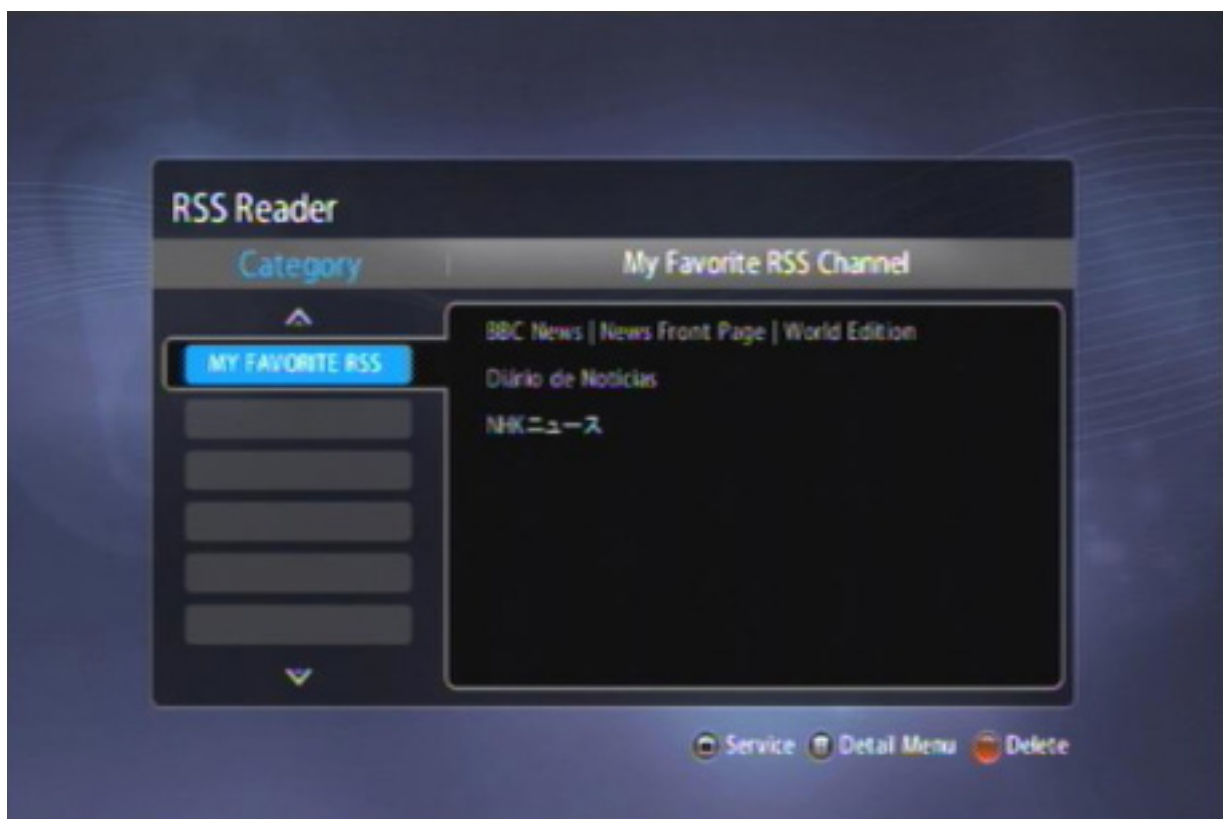 RSS Reader
Category
My Favorite RSS Channel
MY FAVORITE RSS
BBC News | News Front Page | World Edition
Diário de Notícias
NHKニュース
Service
Detail Menu
Delete